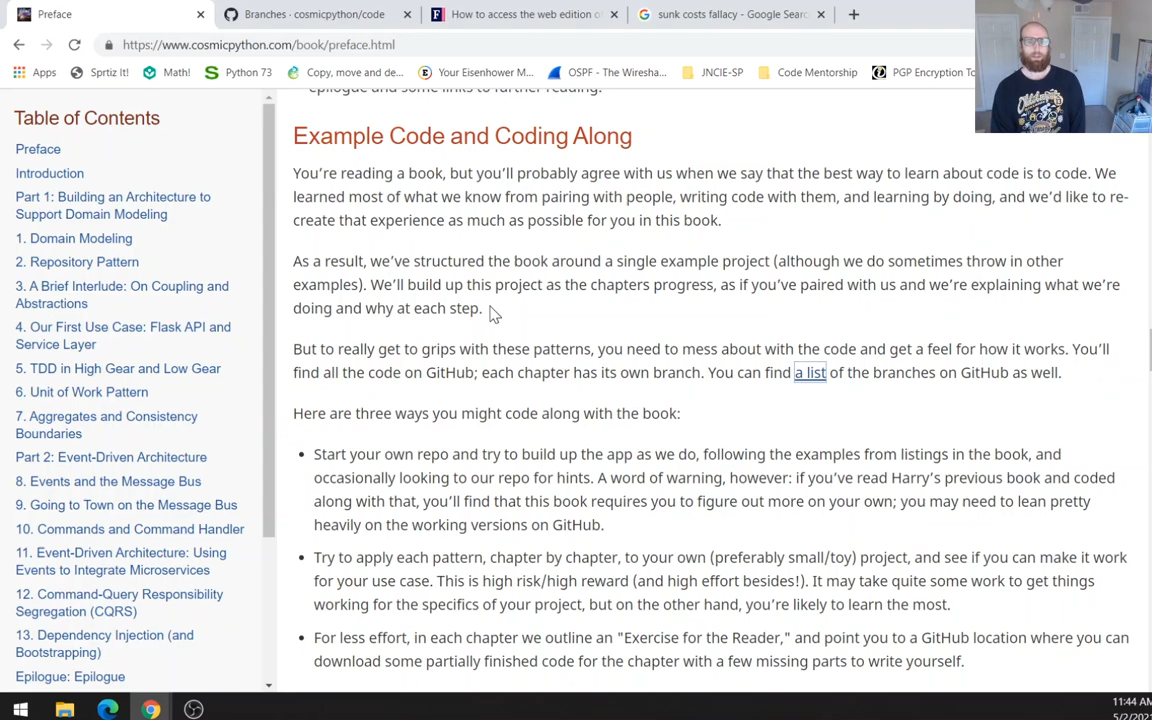 Preface
Branches · cosmicpython/code
How to access the web edition o
sunk costs fallacy - Google Sear
https://www.cosmicpython.com/book/preface.html
Apps
Sprtiz It!
Math!
Python 73
Copy, move and de...
Your Eisenhower M...
OSPF - The Wiresha...
JNCIE-SP
Code Mentorship
PGP Encryption To
Table of Contents
Preface
Introduction
Part 1: Building an Architecture to
Support Domain Modeling
1. Domain Modeling
2. Repository Pattern
3. A Brief Interlude: On Coupling and
Abstractions
4. Our First Use Case: Flask API and
Service Layer
5. TDD in High Gear and Low Gear
6. Unit of Work Pattern
7. Aggregates and Consistency
Boundaries
Part 2: Event-Driven Architecture
8. Events and the Message Bus
9. Going to Town on the Message Bus
10. Commands and Command Handler
11. Event-Driven Architecture: Using
Events to Integrate Microservices
12. Command-Query Responsibility
Segregation (CQRS)
13. Dependency Injection (and
Bootstrapping)
Epilogue: Epilogue
Epilogue and some links to further reading.
Example Code and Coding Along
You're reading a book, but you'll probably agree with us when we say that the best way to learn about code is to code. We
learned most of what we know from pairing with people, writing code with them, and learning by doing, and we'd like to re-
create that experience as much as possible for you in this book.
As a result, we've structured the book around a single example project (although we do sometimes throw in other
examples). We'll build up this project as the chapters progress, as if you've paired with us and we're explaining what we're
doing and why at each step.
But to really get to grips with these patterns, you need to mess about with the code and get a feel for how it works. You'll
find all the code on GitHub; each chapter has its own branch. You can find a list of the branches on GitHub as well.
Here are three ways you might code along with the book:
• Start your own repo and try to build up the app as we do, following the examples from listings in the book, and
occasionally looking to our repo for hints. A word of warning, however: if you've read Harry's previous book and coded
along with that, you'll find that this book requires you to figure out more on your own; you may need to lean pretty
heavily on the working versions on GitHub.
• Try to apply each pattern, chapter by chapter, to your own (preferably small/toy) project, and see if you can make it work
for your use case. This is high risk/high reward (and high effort besides!). It may take quite some work to get things
working for the specifics of your project, but on the other hand, you're likely to learn the most.
• For less effort, in each chapter we outline an "Exercise for the Reader," and point you to a GitHub location where you can
download some partially finished code for the chapter with a few missing parts to write yourself.
11:44 AM
5/2/202